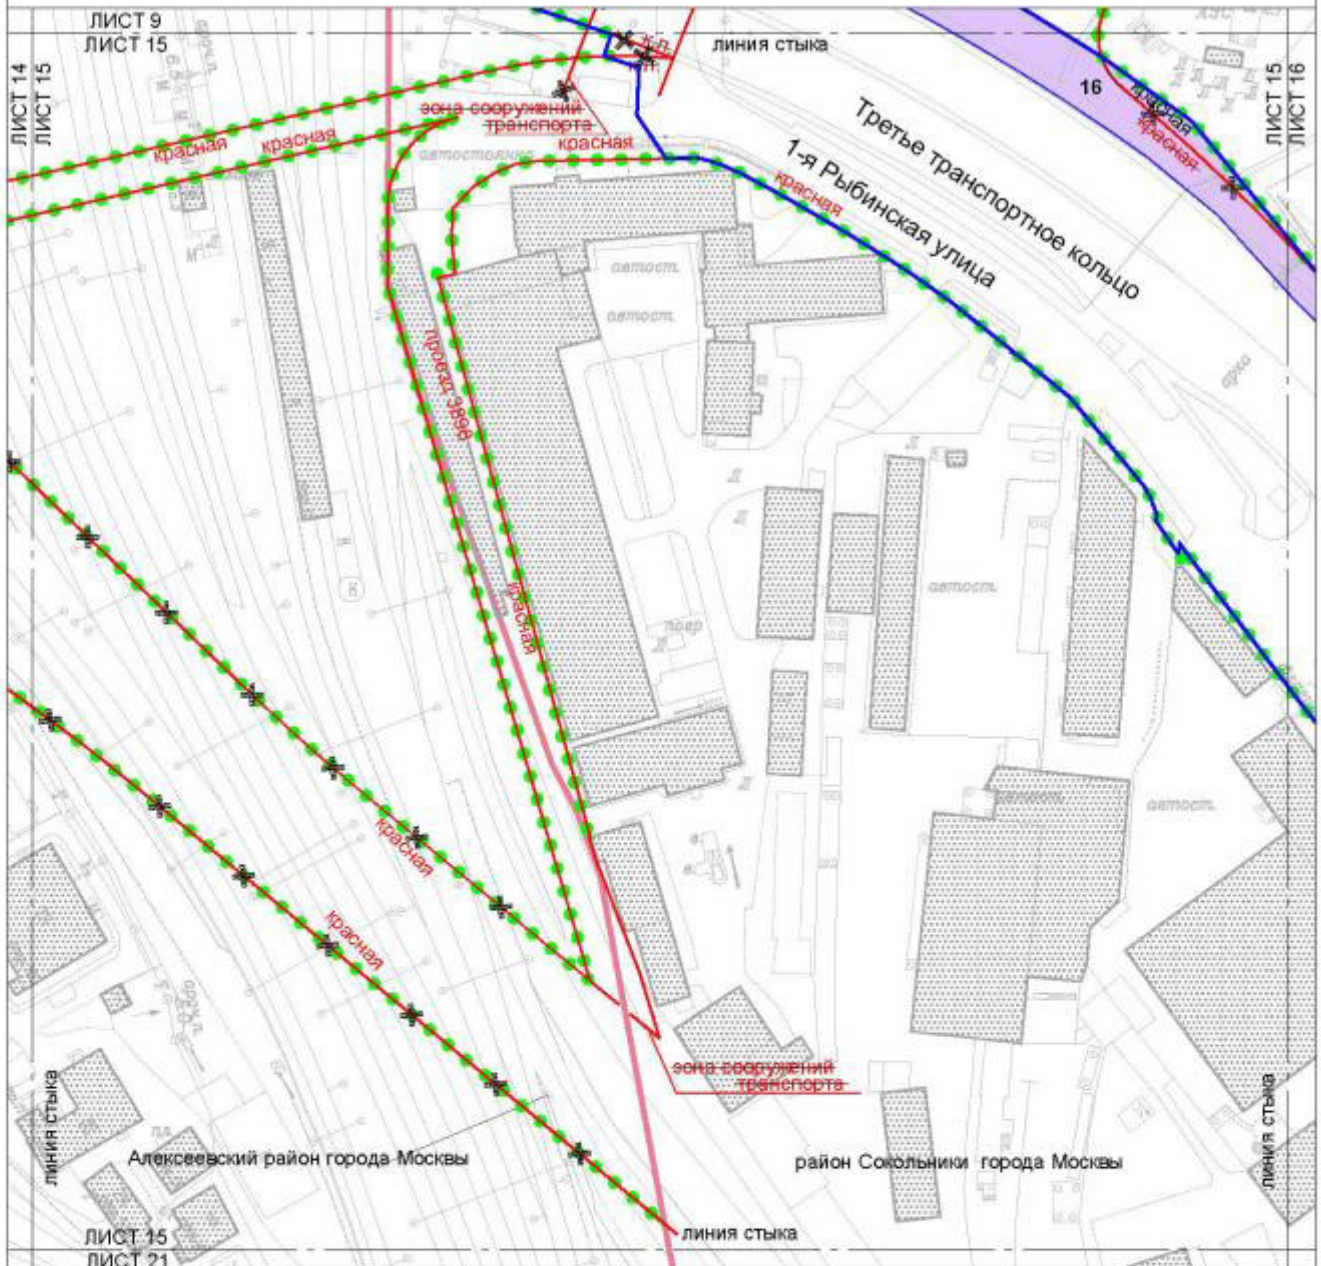 ЛИСТ 9
ЛИСТ 15
линия стыка
ЛИСТ 14
ЛИСТ 15
ЛИСТ 15
ЛИСТ 16
к.л.
зона сооружений
транспорта
красная
красная
красная
автостоянка
16
красная
красная
Третье транспортное кольцо
1-я Рыбинская улица
красная
автост.
автост.
проезд 3896
красная
автост.
автост.
красная
красная
зона сооружений
транспорта
линия стыка
линия стыка
Алексеевский район города Москвы
район Сокольники города Москвы
линия стыка
ЛИСТ 15
ЛИСТ 21